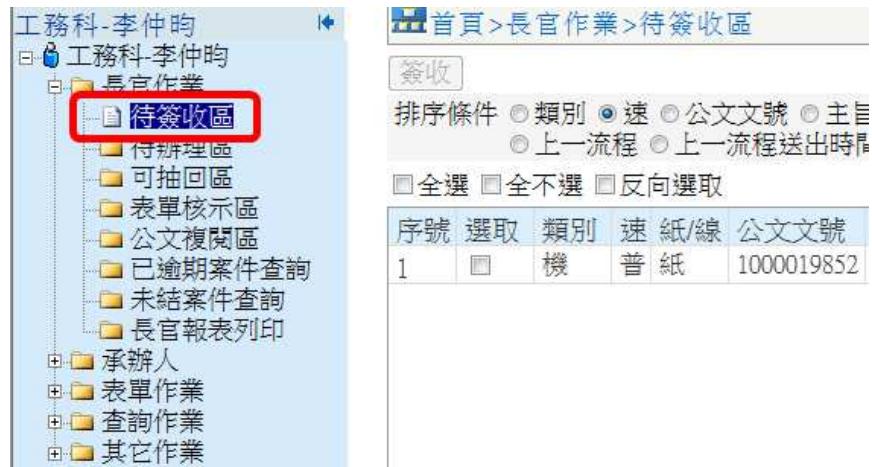 工務科-李仲昀
工務科-李仲昀
長官作業
待簽收區
待辦理區
可抽回區
表單核示區
公文複閱區
已逾期案件查詢
未結案件查詢
長官報表列印
承辦人
表單作業
查詢作業
其它作業
首頁>長官作業>待簽收區
簽收
排序條件 類別 速 公文文號 主旨
上一流程 上一流程送出時間
全選 全不選 反向選取
序號 選取 類別 速 紙/線 公文文號
1 機 普 紙 1000019852